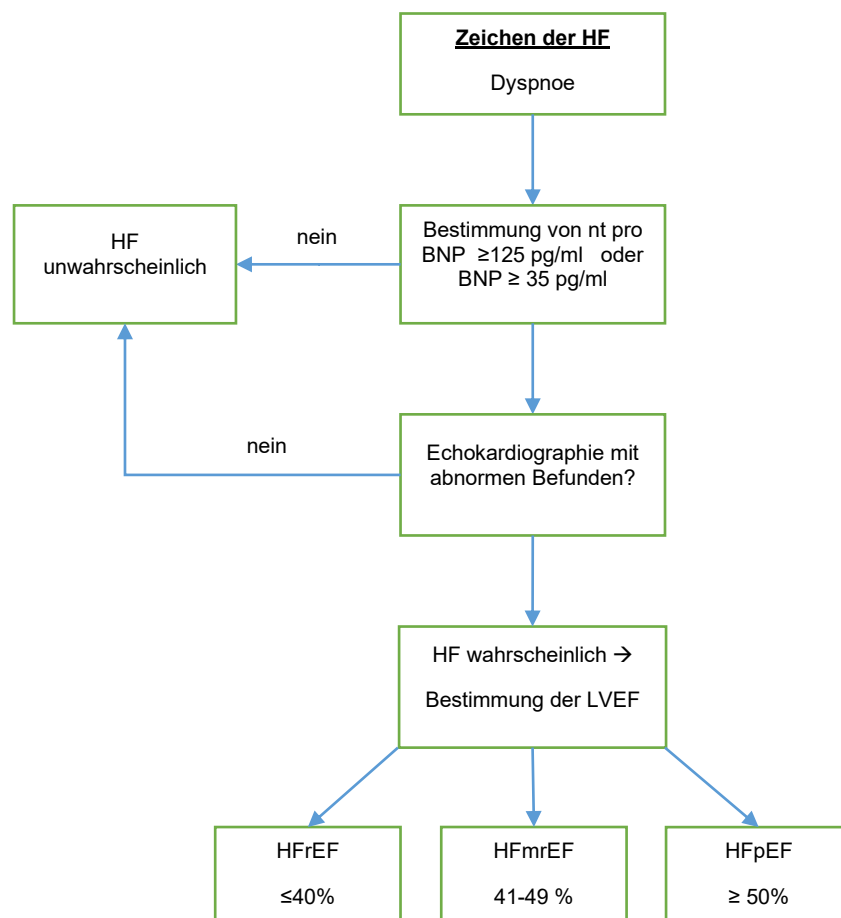 Zeichen der HF
Dyspnoe
HF
unwahrscheinlich
nein
Bestimmung von nt pro
BNP ≥125 pg/ml oder
BNP ≥ 35 pg/ml
nein
Echokardiographie mit
abnormen Befunden?
HF wahrscheinlich →
Bestimmung der LVEF
HFrEF
≤40%
HFmrEF
41-49 %
HFpEF
≥ 50%